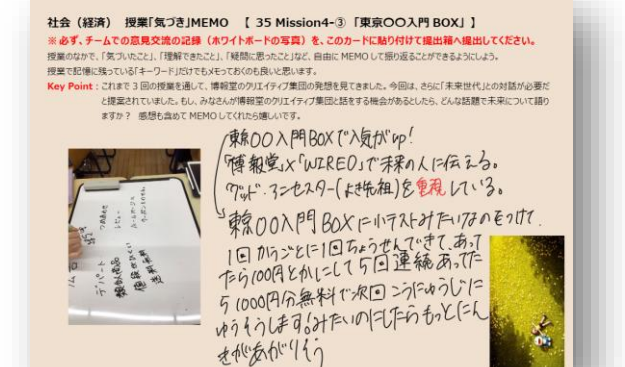 社会（経済） 授業「気づき」MEMO 【 35 Mission4-③ 「東京〇〇入門 BOX」 】
※必ず、チームでの意見交流の記録（ホワイトボードの写真）を、このカードに貼り付けて提出箱へ提出してください。
授業のなかで、「気づいたこと」、「理解できたこと」、「疑問に思ったこと」など、自由に MEMO して振り返ることができるようにしよう。
授業で記憶に残っている「キーワード」だけでも×モっておくのも良いと思います。
Key Point：これまで 3 回の授業を通して、博報堂のクリエイティブ集団の発想を見てきました。今回は、さらに「未来世代」との対話が必要だ
と提案されていました。もし、みなさんが博報堂のクリエイティブ集団と話をする機会があるとしたら、どんな話題で未来について語り
ますか？ 感想も含めて MEMO してくれたら嬉しいです。
東京〇〇入門BOXで人気がup!
「博報堂」×「WIRED」で未来の人に伝える。
グッド・アンセスター(よき先祖)を重視している。
東京〇〇入門BOXに小テストみたいなのをつけて、
1回かうごとに1回ちょうせんできて、あって
たら100円とかにして5回連続あってた
ら1000円分無料で次回こうにゅうじに
ゆうそうします!みたいのにしたらもっとにん
きがあがりそう
デパート